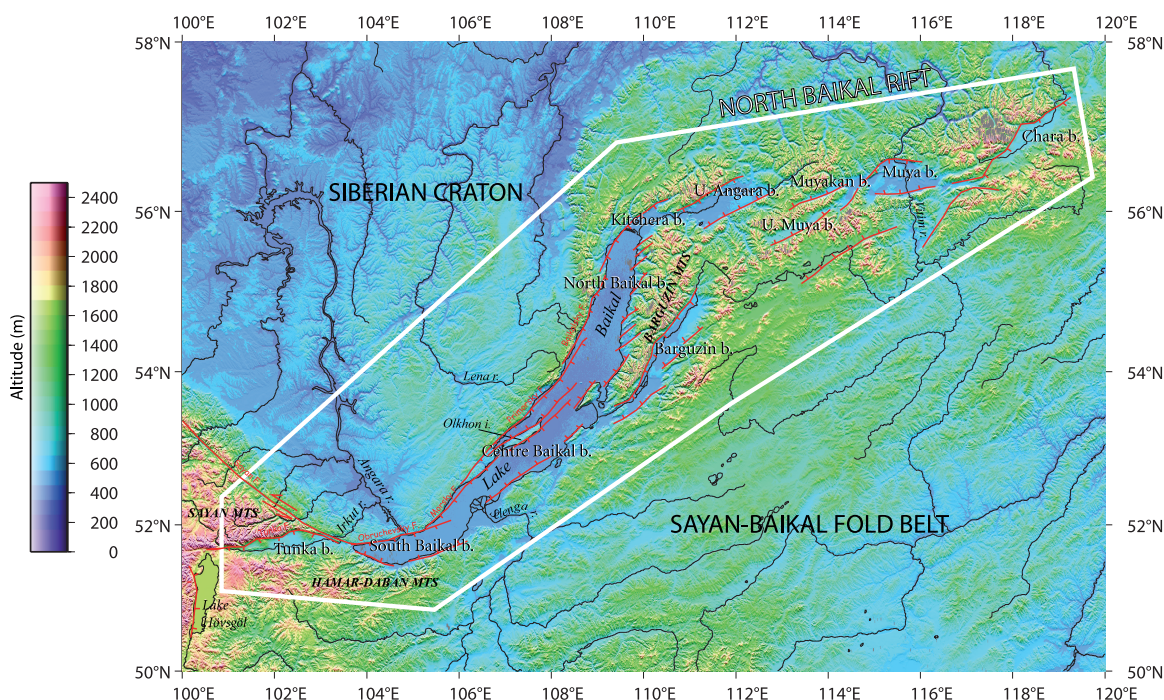 100°E 102°E 104°E 106°E 108°E 110°E 112°E 114°E 116°E 118°E 120°E
58°N 58°N
NORTH BAIKAL RIFT
Chara b.
Muya b.
Muyakan b.
U. Angara b.
SIBERIAN CRATON
2400
2200
2000
1800
1600
1400
1200
1000
800
600
400
200
0
Altitude (m)
56°N 56°N
Kitchera b.
U. Muya b.
North Baikal b.
Baikal
BARGUZIN MTS
Barguzin b.
54°N 54°N
Lena r.
Olkhon i.
Centre Baikal b.
Lake
Angara r.
Irkut r.
SAYAN MTS
52°N 52°N
SAYAN-BAIKAL FOLD BELT
Tunka b.
South Baikal b.
HAMAR-DABAN MTS
Lake
Hövsgöl
50°N 50°N
100°E 102°E 104°E 106°E 108°E 110°E 112°E 114°E 116°E 118°E 120°E